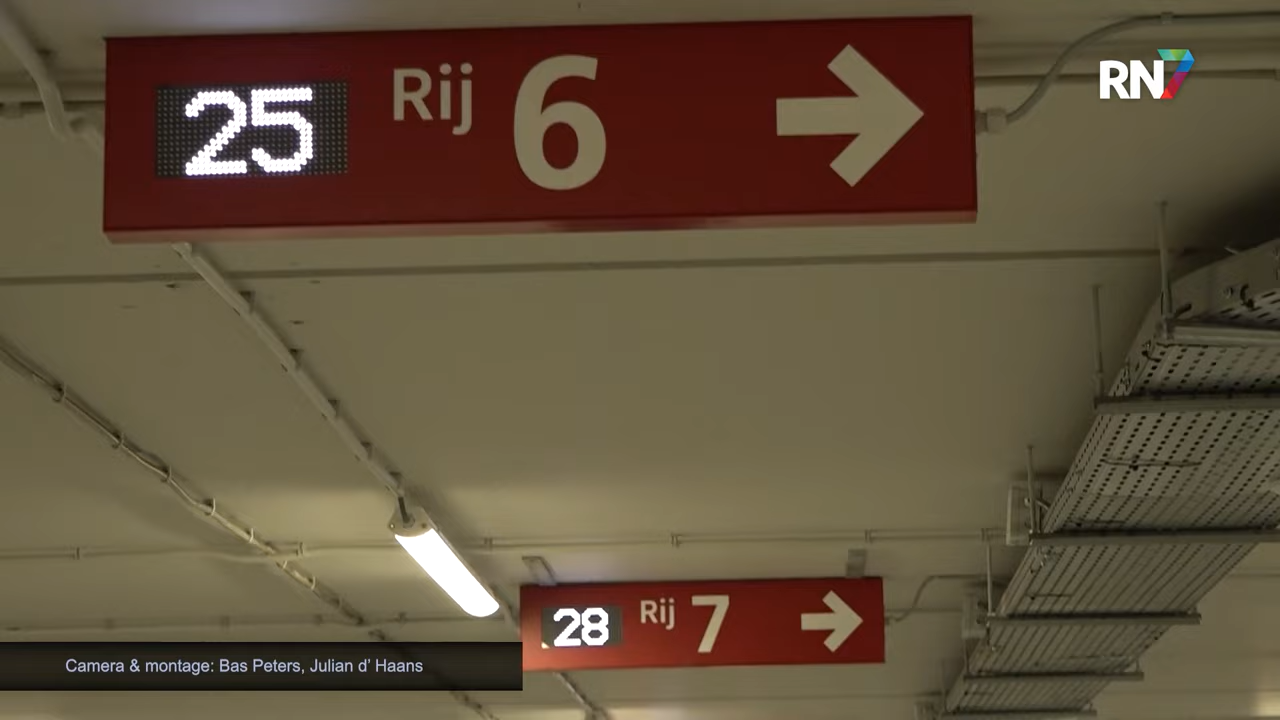 25 Rij 6
RN7
28 Rij 7
Camera & montage: Bas Peters, Julian d’ Haans